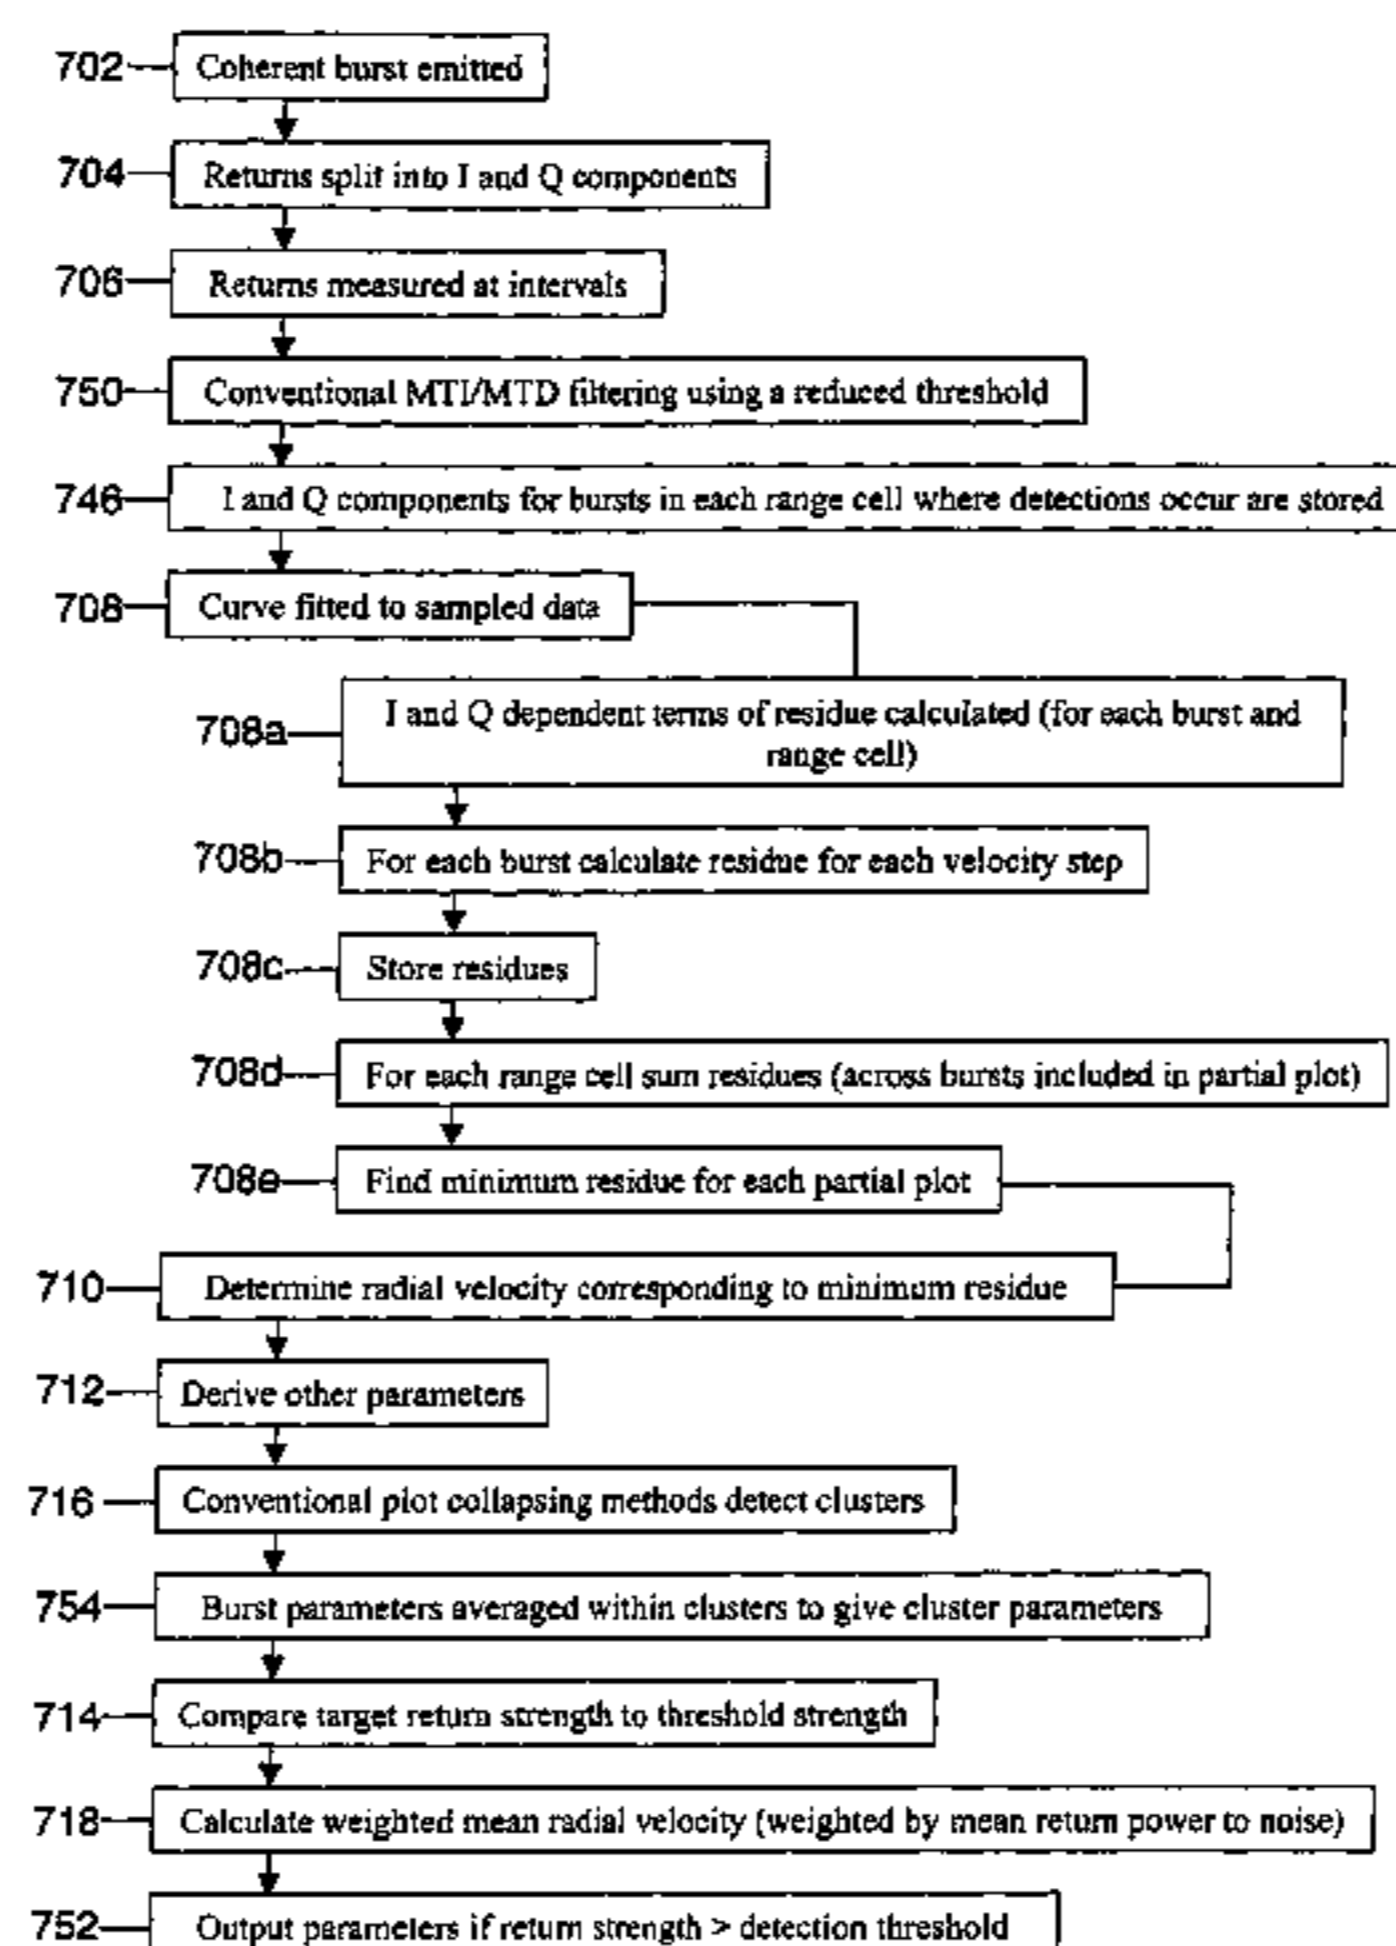 702 Coherent burst emitted
704 Returns split into I and Q components
706 Returns measured at intervals
750 Conventional MTI/MTD filtering using a reduced threshold
746 I and Q components for bursts in each range cell where detections occur are stored
708 Curve fitted to sampled data
708a I and Q dependent terms of residue calculated (for each burst and
range cell)
708b For each burst calculate residue for each velocity step
708c Store residues
708d For each range cell sum residues (across bursts included in partial plot)
708e Find minimum residue for each partial plot
710 Determine radial velocity corresponding to minimum residue
712 Derive other parameters
716 Conventional plot collapsing methods detect clusters
754 Burst parameters averaged within clusters to give cluster parameters
714 Compare target return strength to threshold strength
718 Calculate weighted mean radial velocity (weighted by mean return power to noise)
752 Output parameters if return strength > detection threshold